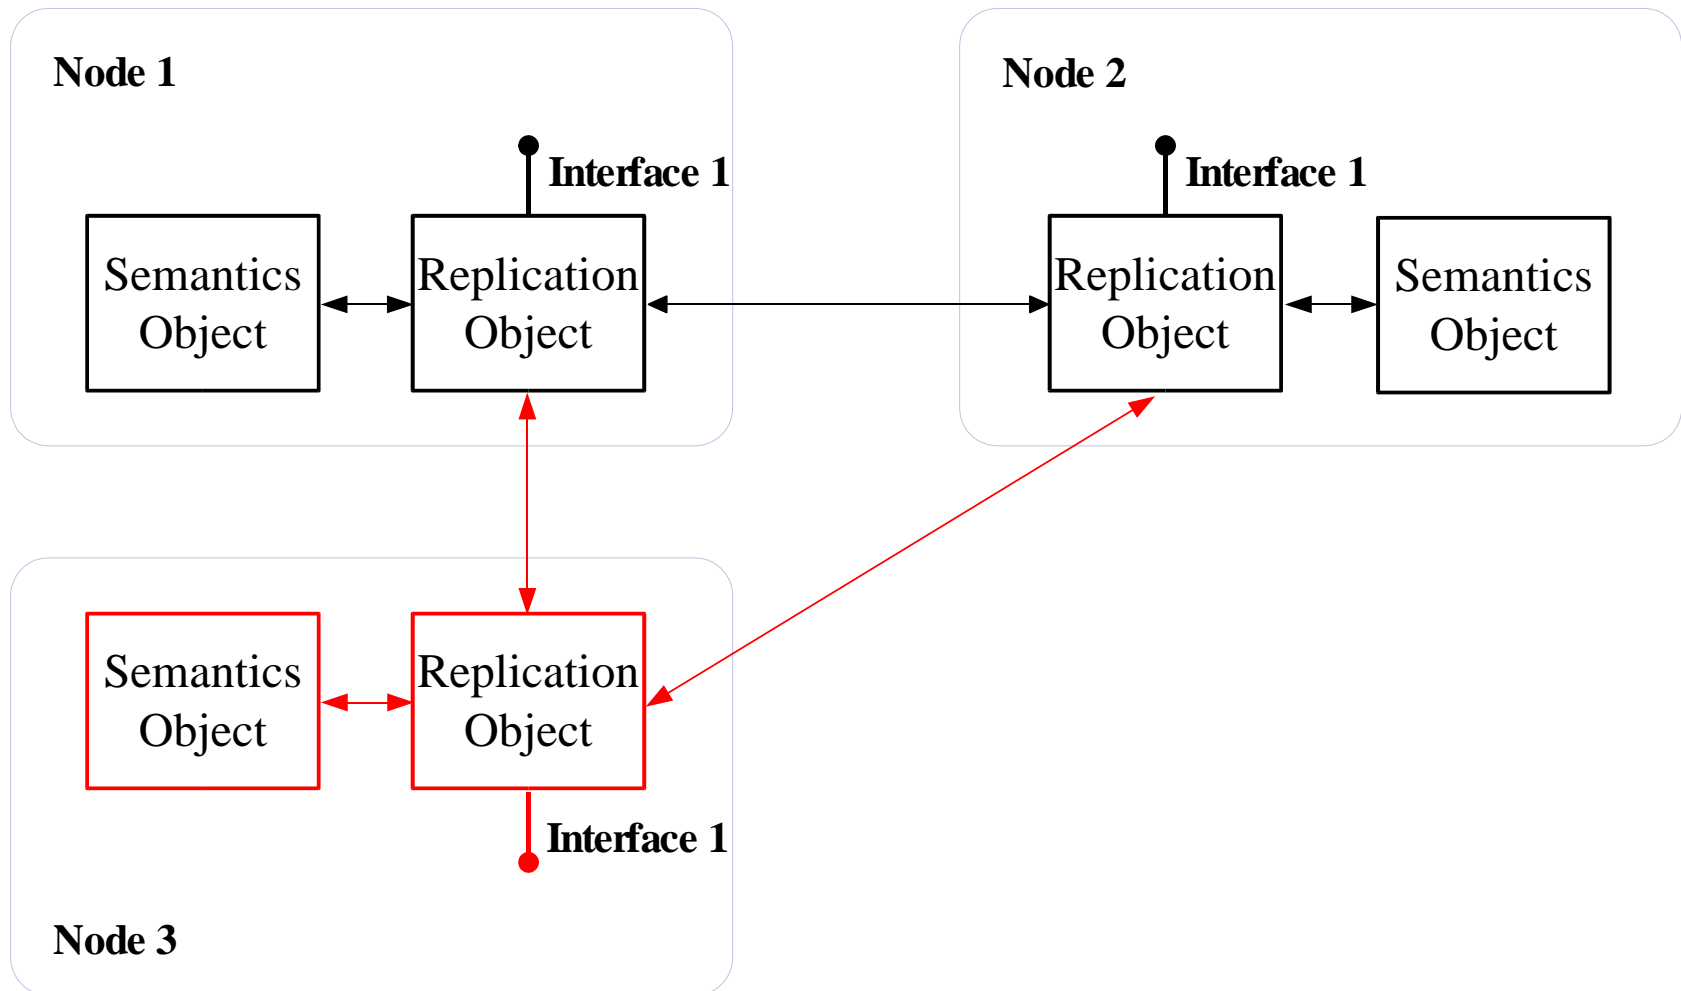 Node 1
Interface 1
Semantics
Object
Replication
Object
Node 2
Interface 1
Replication
Object
Semantics
Object
Semantics
Object
Replication
Object
Interface 1
Node 3